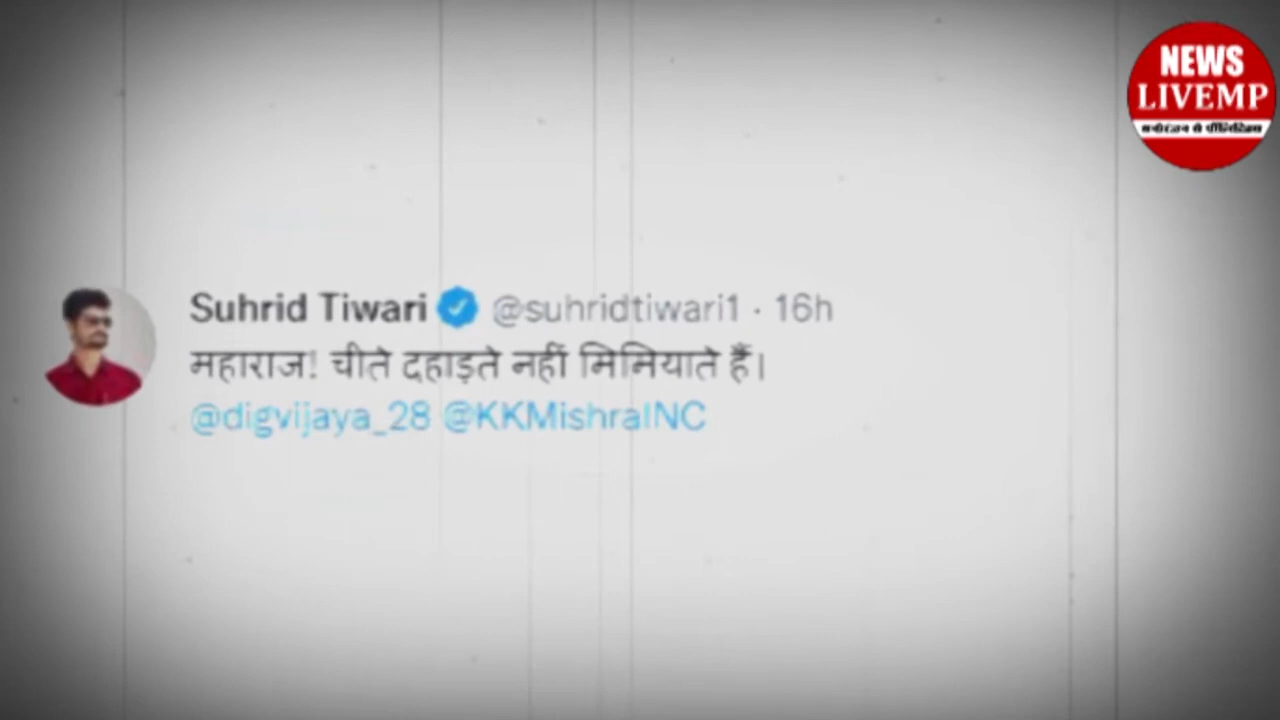 NEWS
LIVEMP
Suhrid Tiwari @suhridtiwari1 · 16h
महाराज! चीते दहाड़ते नहीं मिमियाते हैं।
@digvijaya_28 @KKMishraINC